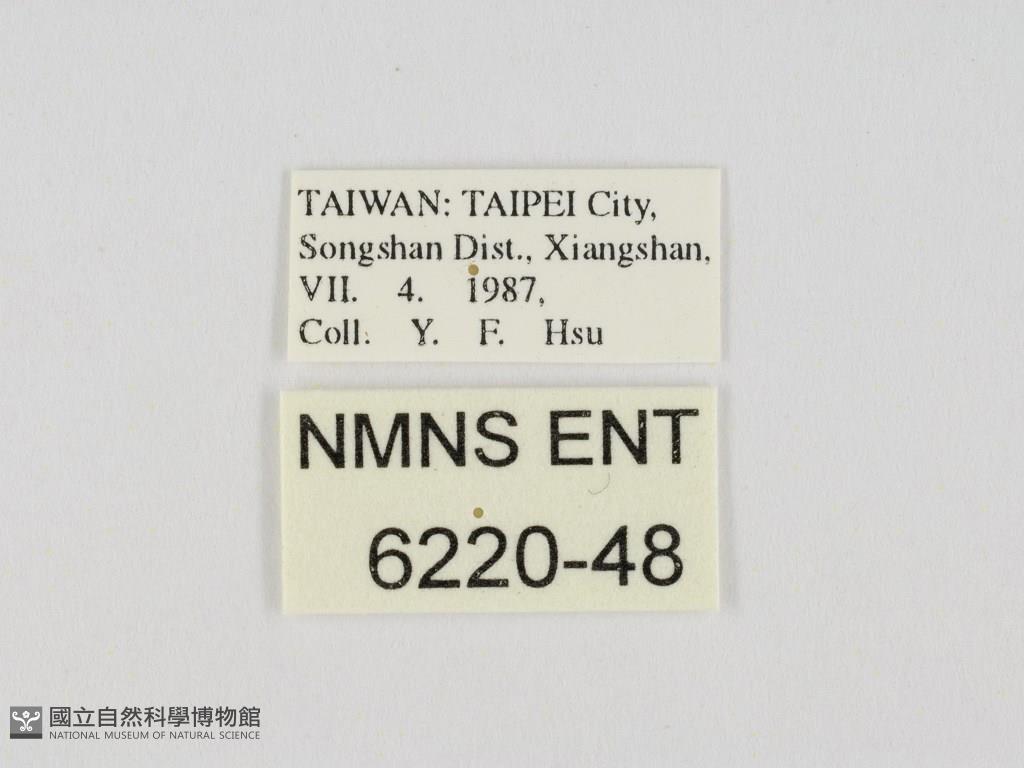 TAIWAN: TAIPEI City,
Songshan Dist., Xiangshan,
VII. 4. 1987,
Coll. Y. F. Hsu
NMNS ENT
6220-48
國立自然科學博物館
NATIONAL MUSEUM OF NATURAL SCIENCE